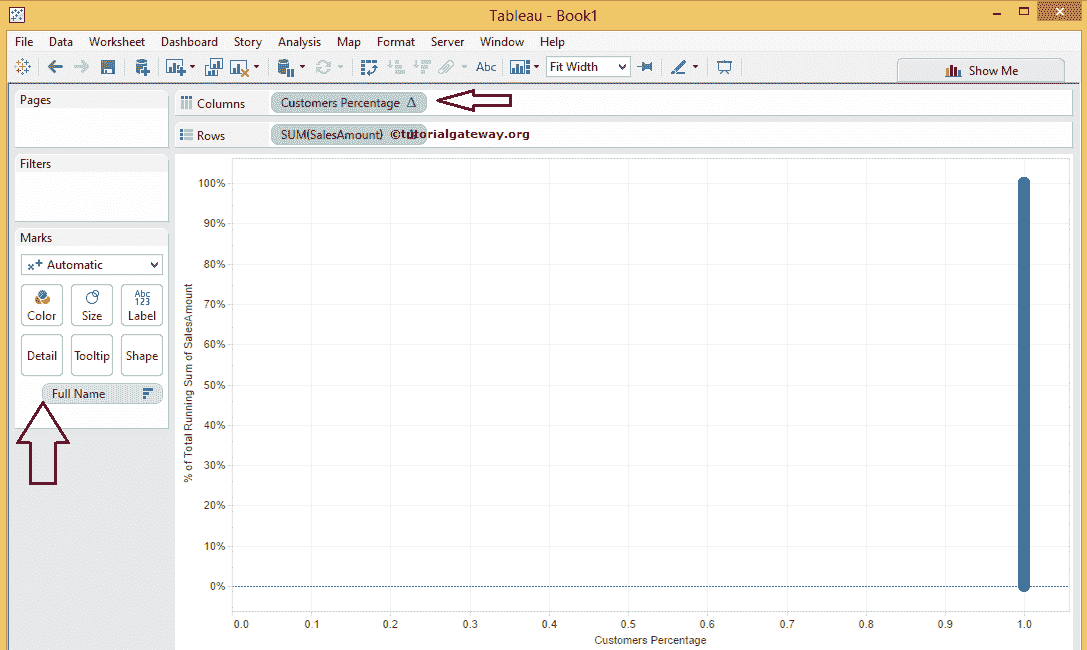 Tableau - Book1
File Data Worksheet Dashboard Story Analysis Map Format Server Window Help
Abc Fit Width Show Me
Pages
Columns Customers Percentage Δ
Rows SUM(SalesAmount) ©tutorialgateway.org
Filters
Marks
Automatic
Color Size Abc 123 Label
Detail Tooltip Shape
Full Name
% of Total Running Sum of SalesAmount
100%
90%
80%
70%
60%
50%
40%
30%
20%
10%
0%
0.0 0.1 0.2 0.3 0.4 0.5 0.6 0.7 0.8 0.9 1.0
Customers Percentage